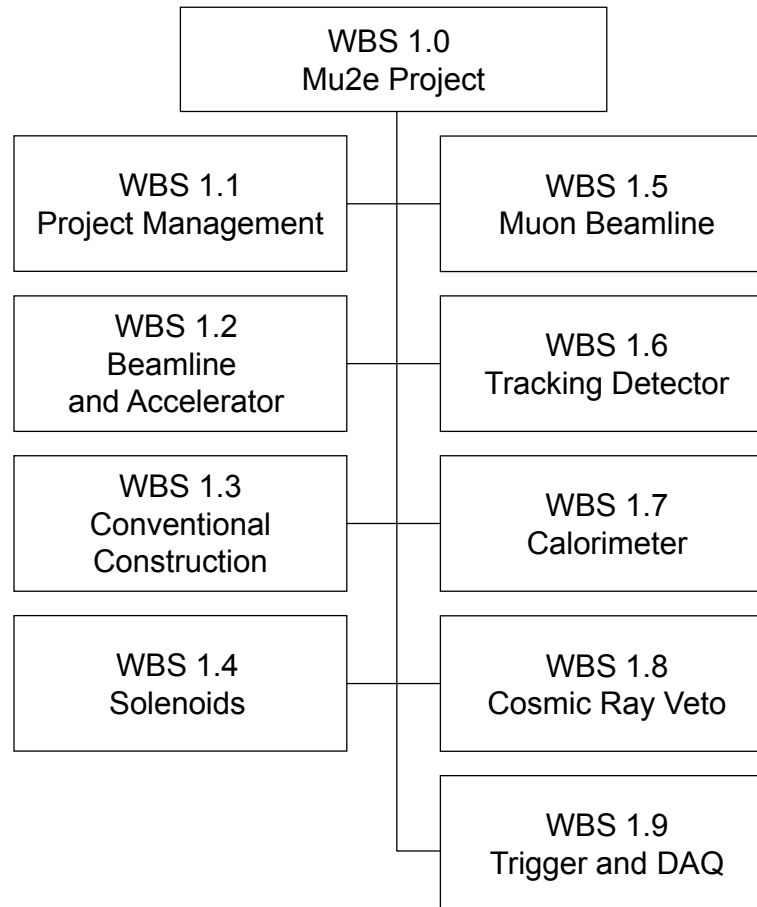 WBS 1.0
Mu2e Project
WBS 1.1
Project Management
WBS 1.2
Beamline
and Accelerator
WBS 1.3
Conventional
Construction
WBS 1.4
Solenoids
WBS 1.5
Muon Beamline
WBS 1.6
Tracking Detector
WBS 1.7
Calorimeter
WBS 1.8
Cosmic Ray Veto
WBS 1.9
Trigger and DAQ